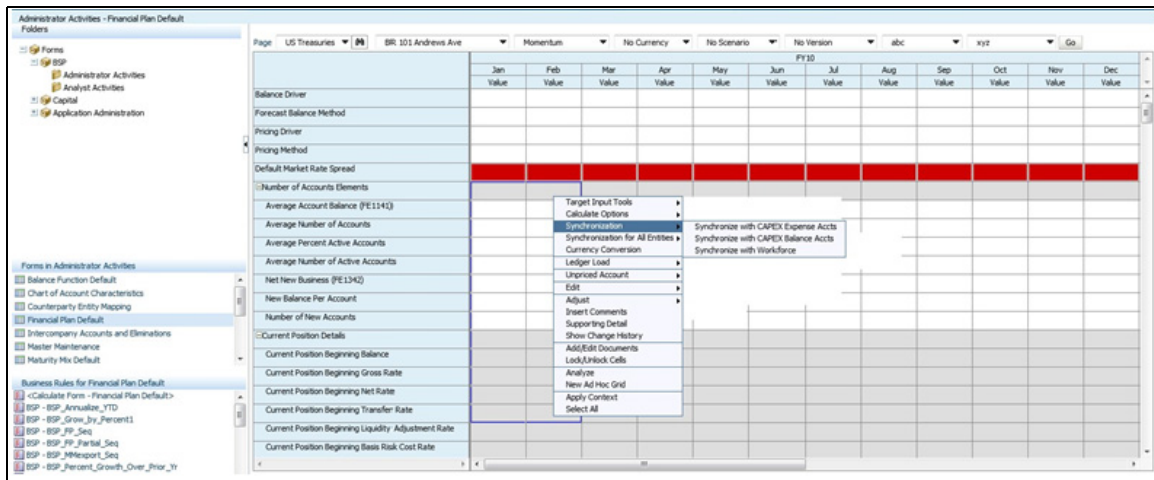 Administrator Activities - Financial Plan Default
Folders
Forms
BSP
Administrator Activities
Analyst Activities
Capital
Application Administration
Forms in Administrator Activities
Balance Function Default
Chart of Account Characteristics
Counterparty Entity Mapping
Financial Plan Default
Intercompany Accounts and Eliminations
Master Maintenance
Maturity Mix Default
Business Rules for Financial Plan Default
<Calculate Form - Financial Plan Default>
BSP - BSP_Annualize_YTD
BSP - BSP_Grow_by_Percent1
BSP - BSP_FP_Seq
BSP - BSP_FP_Partial_Seq
BSP - BSP_MMexport_Seq
BSP - BSP_Percent_Growth_Over_Prior_Yr
Page US Treasuries BR 101 Andrews Ave Momentum No Currency No Scenario No Version abc xyz Go
FY10
Jan Feb Mar Apr May Jun Jul Aug Sep Oct Nov Dec
Value Value Value Value Value Value Value Value Value Value Value Value
Balance Driver
Forecast Balance Method
Pricing Driver
Pricing Method
Default Market Rate Spread
Number of Accounts Elements
Average Account Balance (FE1141))
Average Number of Accounts
Average Percent Active Accounts
Average Number of Active Accounts
Net New Business (FE1342)
New Balance Per Account
Number of New Accounts
Current Position Details
Current Position Beginning Balance
Current Position Beginning Gross Rate
Current Position Beginning Net Rate
Current Position Beginning Transfer Rate
Current Position Beginning Liquidity Adjustment Rate
Current Position Beginning Basis Risk Cost Rate
Target Input Tools
Calculate Options
Synchronization
Synchronization for All Entities
Currency Conversion
Ledger Load
Unpriced Account
Edit
Adjust
Insert Comments
Supporting Detail
Show Change History
Add/Edit Documents
Lock/Unlock Cells
Analyze
New Ad Hoc Grid
Apply Context
Select All
Synchronize with CAPEX Expense Accts
Synchronize with CAPEX Balance Accts
Synchronize with Workforce